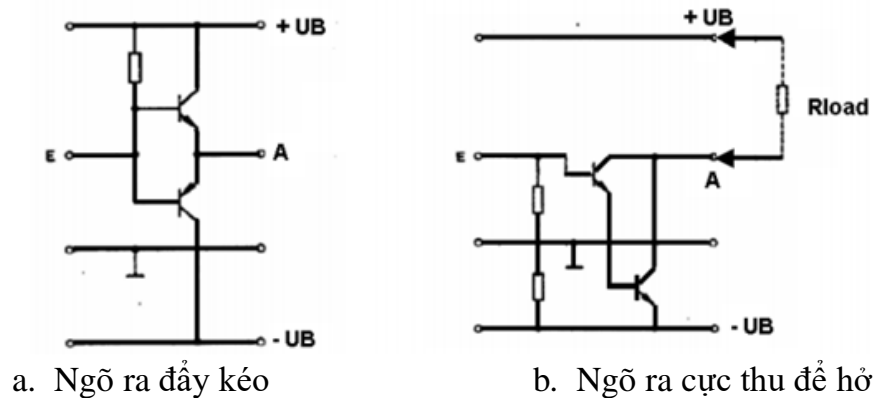 + UB
E
A
- UB
+ UB
Rload
E
A
- UB
a. Ngõ ra đẩy kéo
b. Ngõ ra cực thu để hở